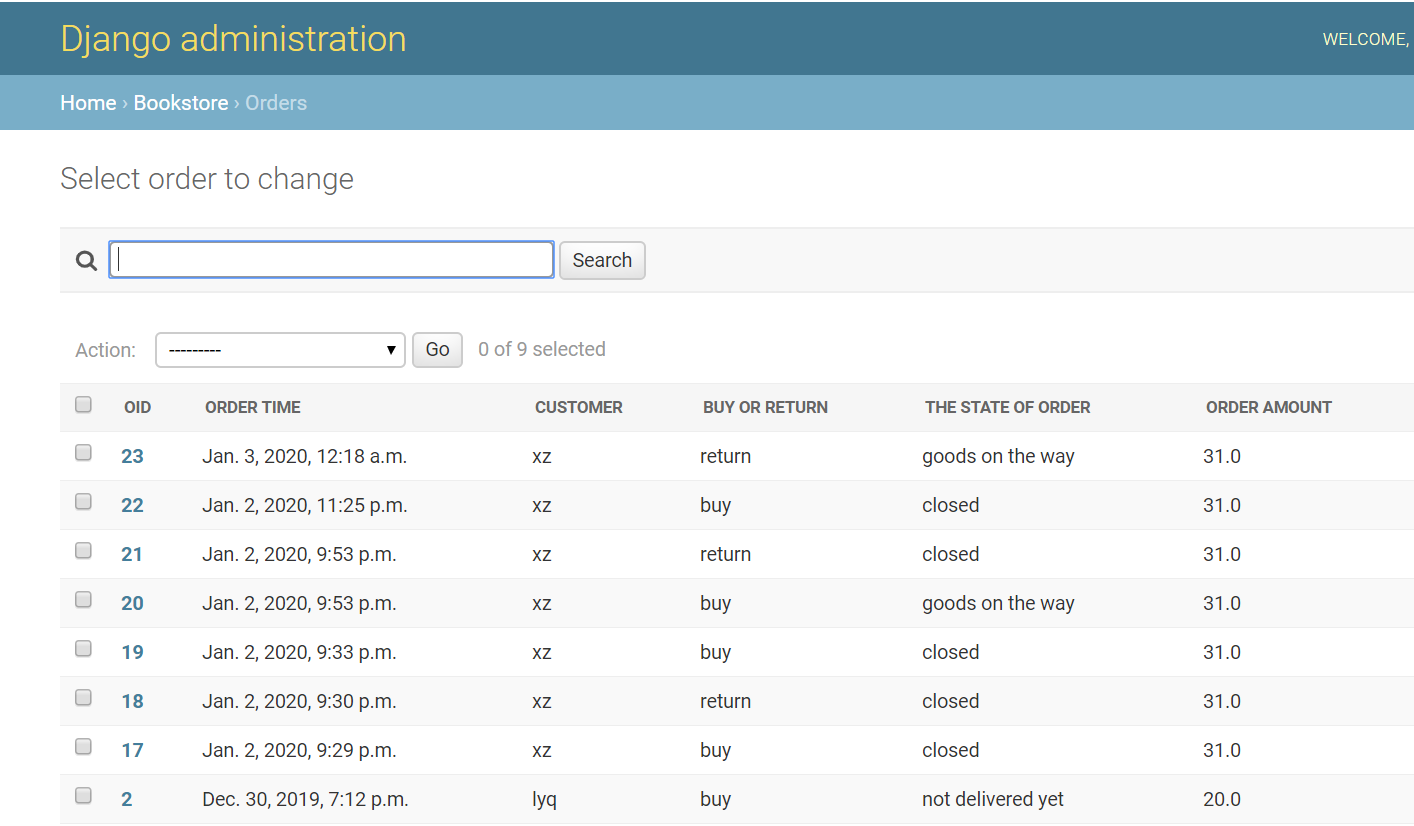 Django administration
WELCOME,
Home › Bookstore › Orders
Select order to change
Search
Action: --------- Go 0 of 9 selected
OID ORDER TIME CUSTOMER BUY OR RETURN THE STATE OF ORDER ORDER AMOUNT
23 Jan. 3, 2020, 12:18 a.m. xz return goods on the way 31.0
22 Jan. 2, 2020, 11:25 p.m. xz buy closed 31.0
21 Jan. 2, 2020, 9:53 p.m. xz return closed 31.0
20 Jan. 2, 2020, 9:53 p.m. xz buy goods on the way 31.0
19 Jan. 2, 2020, 9:33 p.m. xz buy closed 31.0
18 Jan. 2, 2020, 9:30 p.m. xz return closed 31.0
17 Jan. 2, 2020, 9:29 p.m. xz buy closed 31.0
2 Dec. 30, 2019, 7:12 p.m. lyq buy not delivered yet 20.0